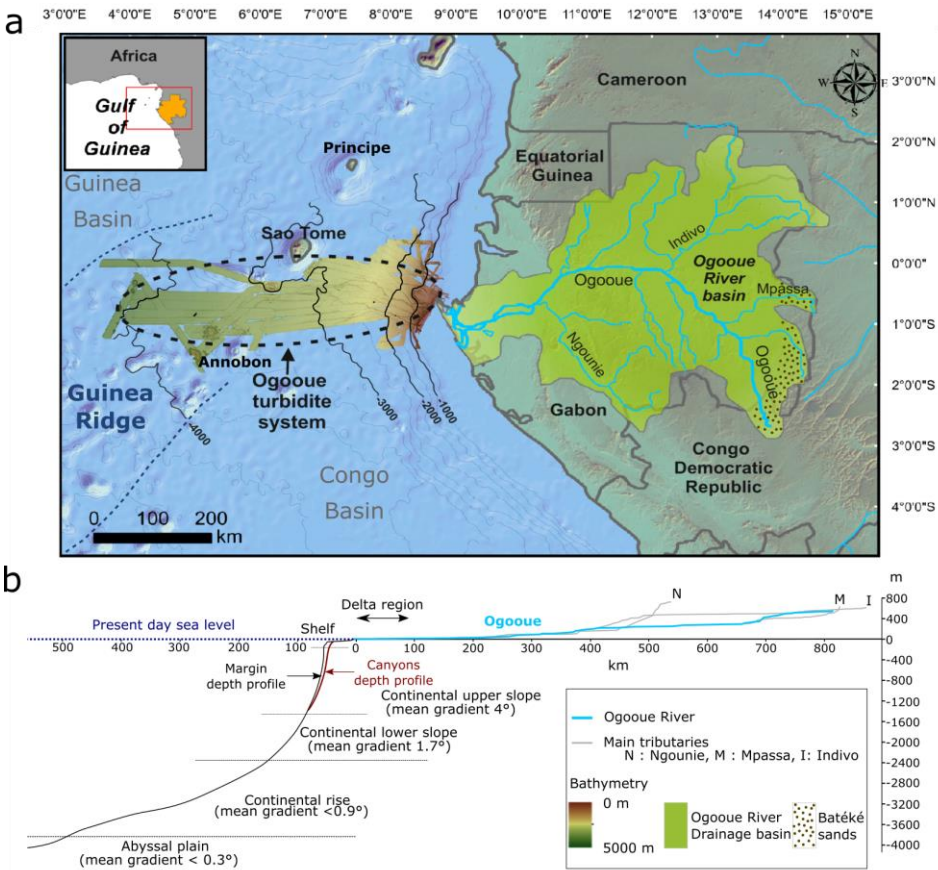 a
3°0'0"E 4°0'0"E 5°0'0"E 6°0'0"E 7°0'0"E 8°0'0"E 9°0'0"E 10°0'0"E 11°0'0"E 12°0'0"E 13°0'0"E 14°0'0"E 15°0'0"E
Africa
Gulf
of
Guinea
Cameroon
N
W
E
S
3°0'0"N
2°0'0"N
1°0'0"N
0°0'0"
1°0'0"S
2°0'0"S
3°0'0"S
4°0'0"S
Principe
Equatorial
Guinea
Guinea
Basin
Sao Tome
Indivo
Ogooue
Ogooue
River
basin
Mpassa
Ogooue
Ngounie
Annobon
Ogooue
turbidite
system
Guinea
Ridge
-4000
-3000
-2000
-1000
Gabon
Congo
Democratic
Republic
Congo
Basin
0 100 200
km
b
m
Delta region
N
M
I
Present day sea level
Shelf
Ogooue
500 400 300 200 100 0 100 200 300 400 500 600 700 800
km
800
400
0
-400
-800
-1200
-1600
-2000
-2400
-2800
-3200
-3600
-4000
Margin
depth profile
Canyons
depth profile
Continental upper slope
(mean gradient 4°)
Continental lower slope
(mean gradient 1.7°)
Continental rise
(mean gradient <0.9°)
Abyssal plain
(mean gradient < 0.3°)
Ogooue River
Main tributaries
N : Ngounie, M : Mpassa, I: Indivo
Bathymetry
0 m
5000 m
Ogooue River
Drainage basin
Batéké
sands